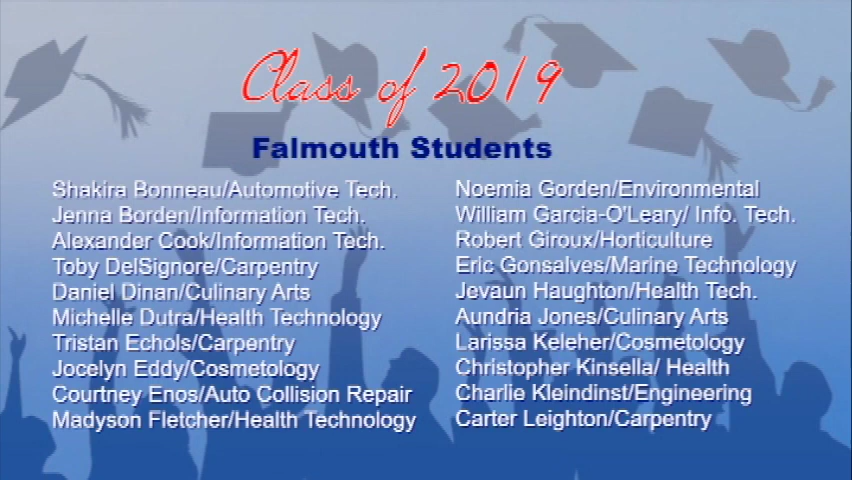 Class of 2019
Falmouth Students
Shakira Bonneau/Automotive Tech.
Jenna Borden/Information Tech.
Alexander Cook/Information Tech.
Toby DelSignore/Carpentry
Daniel Dinan/Culinary Arts
Michelle Dutra/Health Technology
Tristan Echols/Carpentry
Jocelyn Eddy/Cosmetology
Courtney Enos/Auto Collision Repair
Madyson Fletcher/Health Technology
Noemia Gorden/Environmental
William Garcia-O'Leary/ Info. Tech.
Robert Giroux/Horticulture
Eric Gonsalves/Marine Technology
Jevaun Haughton/Health Tech.
Aundria Jones/Culinary Arts
Larissa Keleher/Cosmetology
Christopher Kinsella/ Health
Charlie Kleindinst/Engineering
Carter Leighton/Carpentry